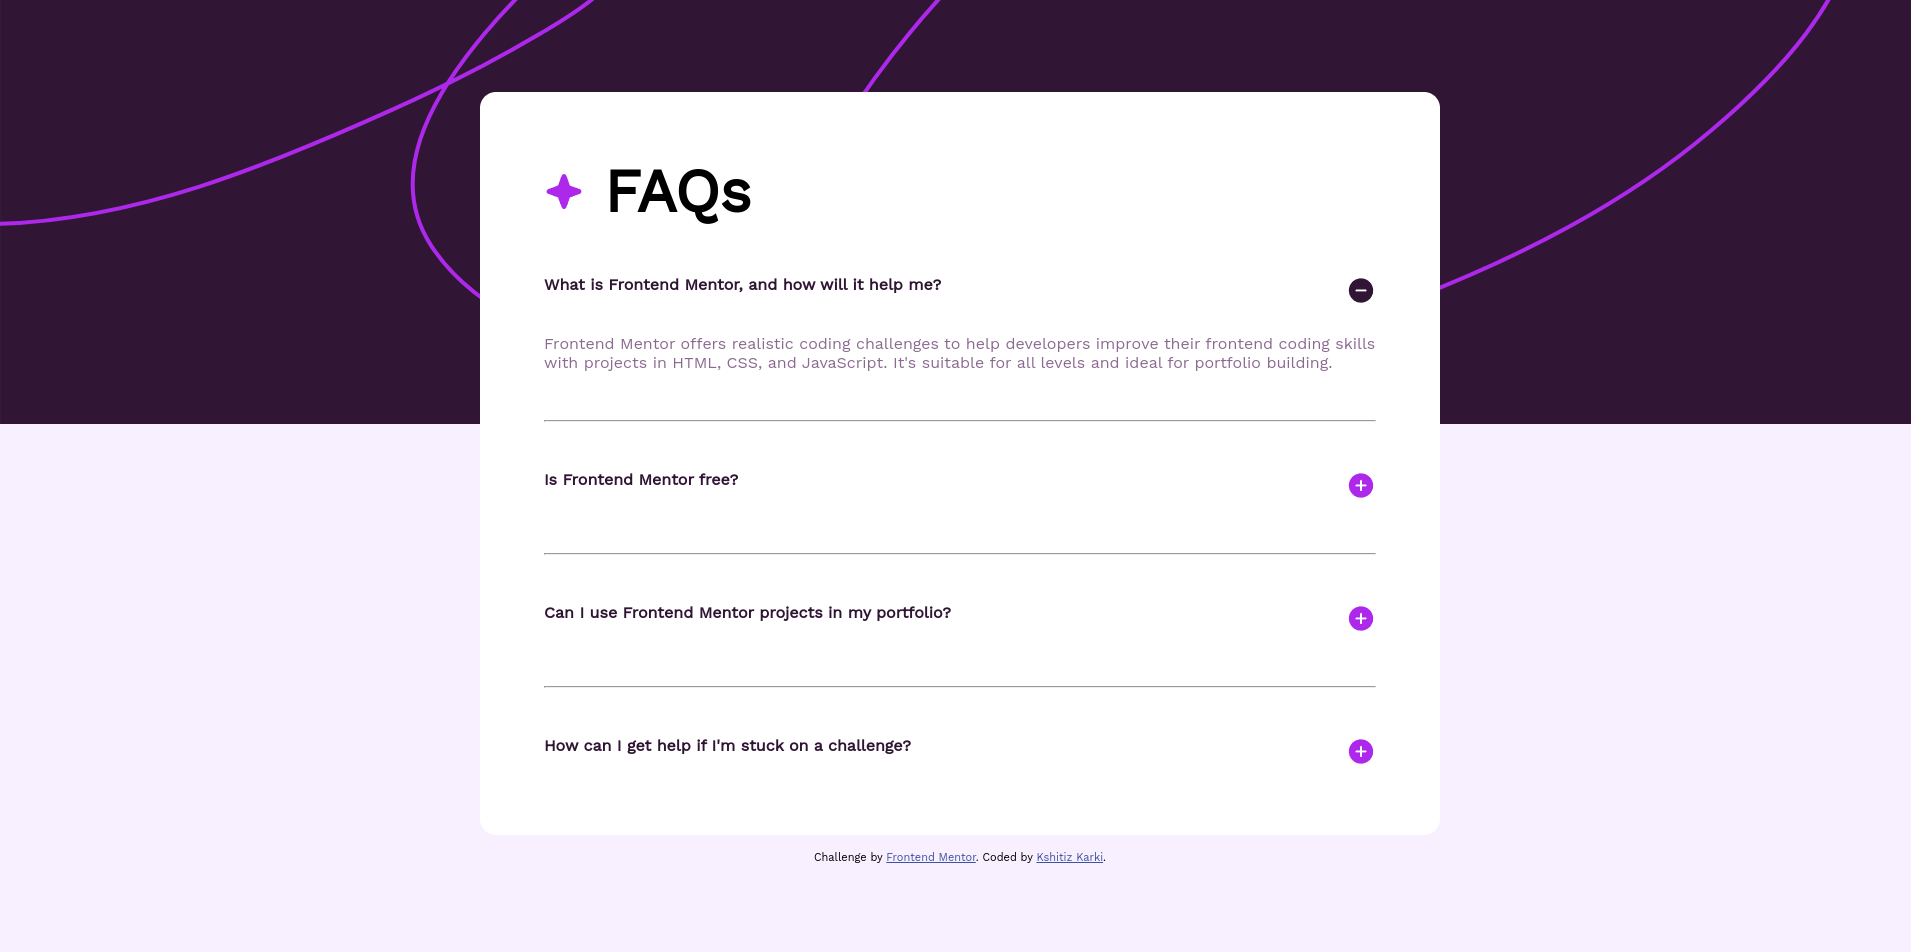 FAQs
What is Frontend Mentor, and how will it help me?
Frontend Mentor offers realistic coding challenges to help developers improve their frontend coding skills
with projects in HTML, CSS, and JavaScript. It's suitable for all levels and ideal for portfolio building.
Is Frontend Mentor free?
Can I use Frontend Mentor projects in my portfolio?
How can I get help if I'm stuck on a challenge?
Challenge by Frontend Mentor. Coded by Kshitiz Karki.